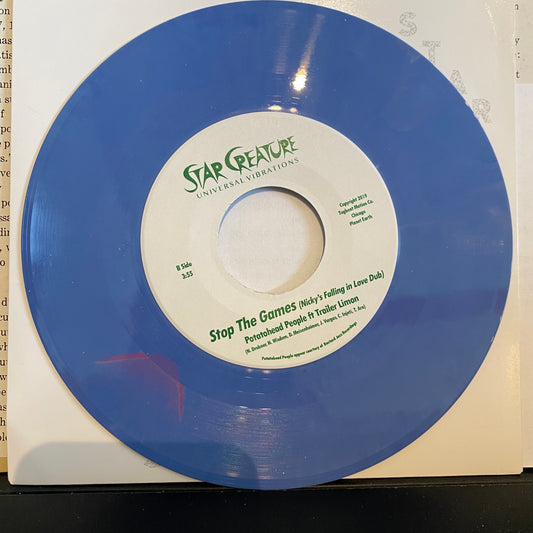 STAR
STAR CREATURE
UNIVERSAL VIBRATIONS
Copyright 2019
Tugboat Motion Co.
Chicago
Planet Earth
B Side
3:55
Stop The Games (Nicky's Falling in Love Dub)
Potatohead People ft Trailer Limon
Potatohead People appear courtesy of Bastard Jazz Recordings